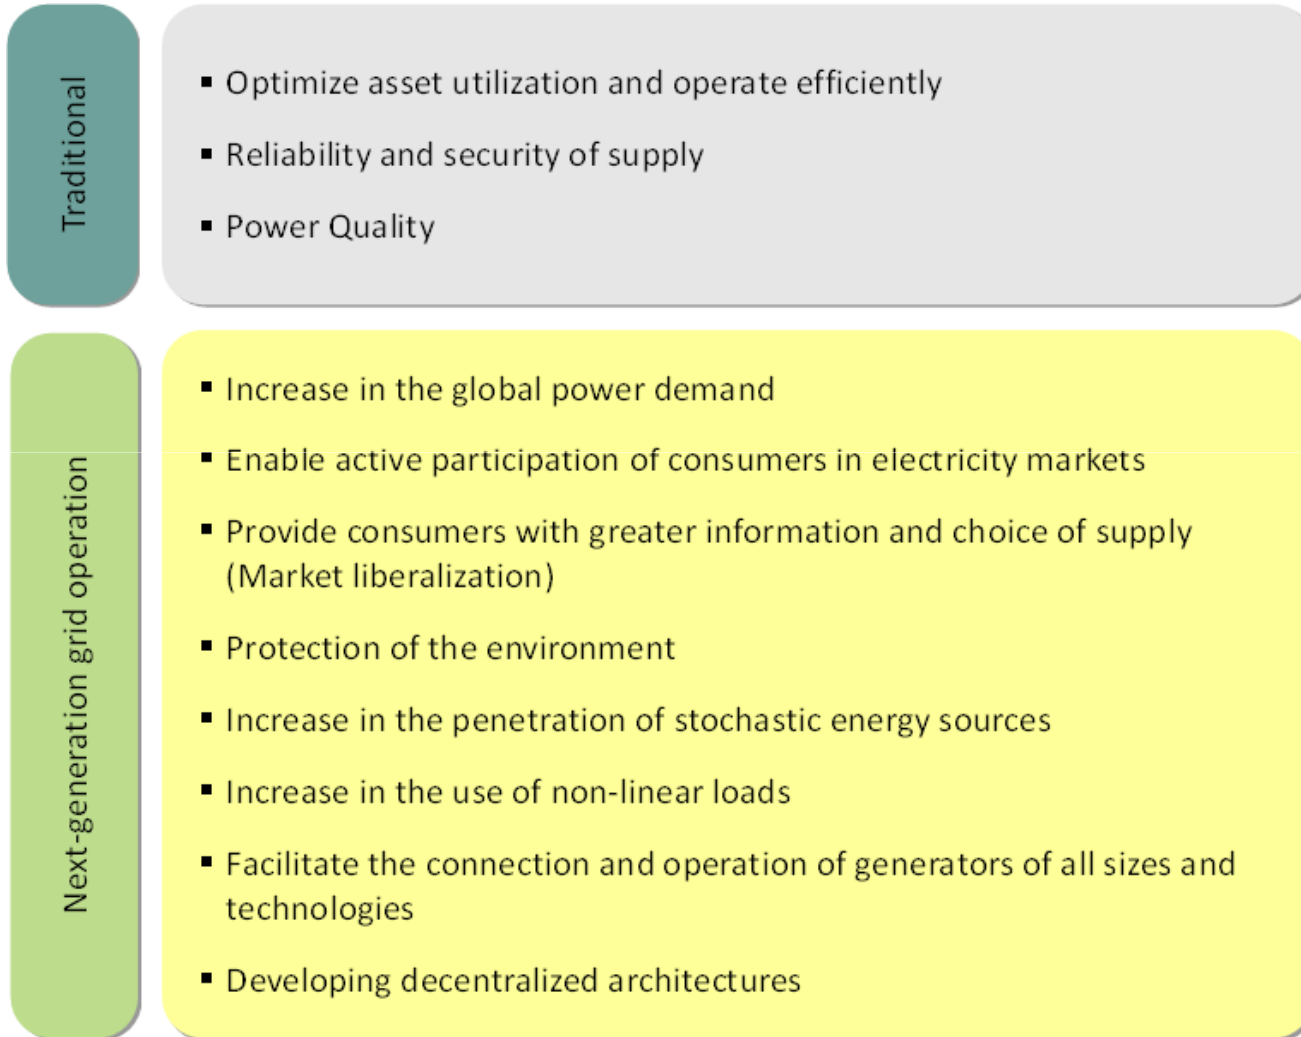 Traditional
▪ Optimize asset utilization and operate efficiently
▪ Reliability and security of supply
▪ Power Quality
Next-generation grid operation
▪ Increase in the global power demand
▪ Enable active participation of consumers in electricity markets
▪ Provide consumers with greater information and choice of supply
(Market liberalization)
▪ Protection of the environment
▪ Increase in the penetration of stochastic energy sources
▪ Increase in the use of non-linear loads
▪ Facilitate the connection and operation of generators of all sizes and
technologies
▪ Developing decentralized architectures